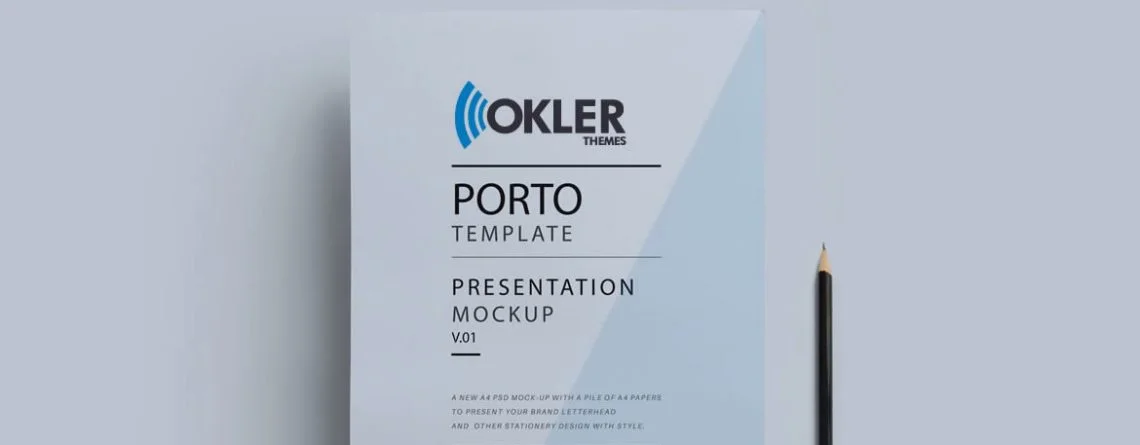 OKLER
THEMES
PORTO
TEMPLATE
PRESENTATION
MOCKUP
V.01
A NEW A4 PSD MOCK-UP WITH A PILE OF A4 PAPERS
TO PRESENT YOUR BRAND LETTERHEAD
AND OTHER STATIONERY DESIGN WITH STYLE.